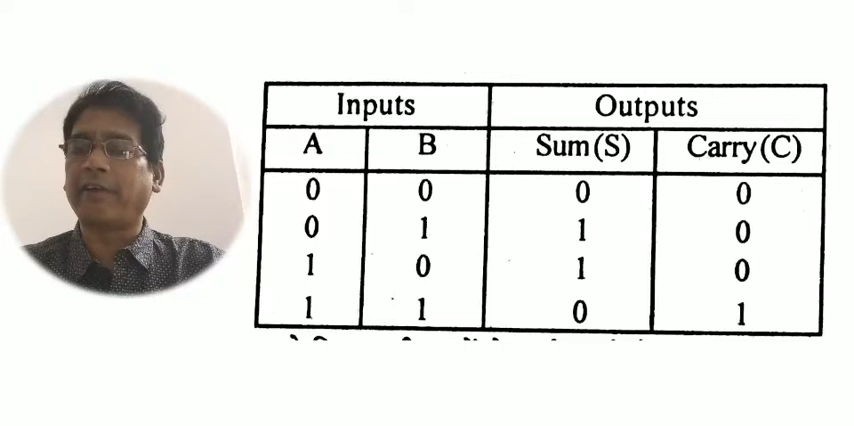 Inputs Outputs
A B Sum (S) Carry (C)
0 0 0 0
0 1 1 0
1 0 1 0
1 1 0 1